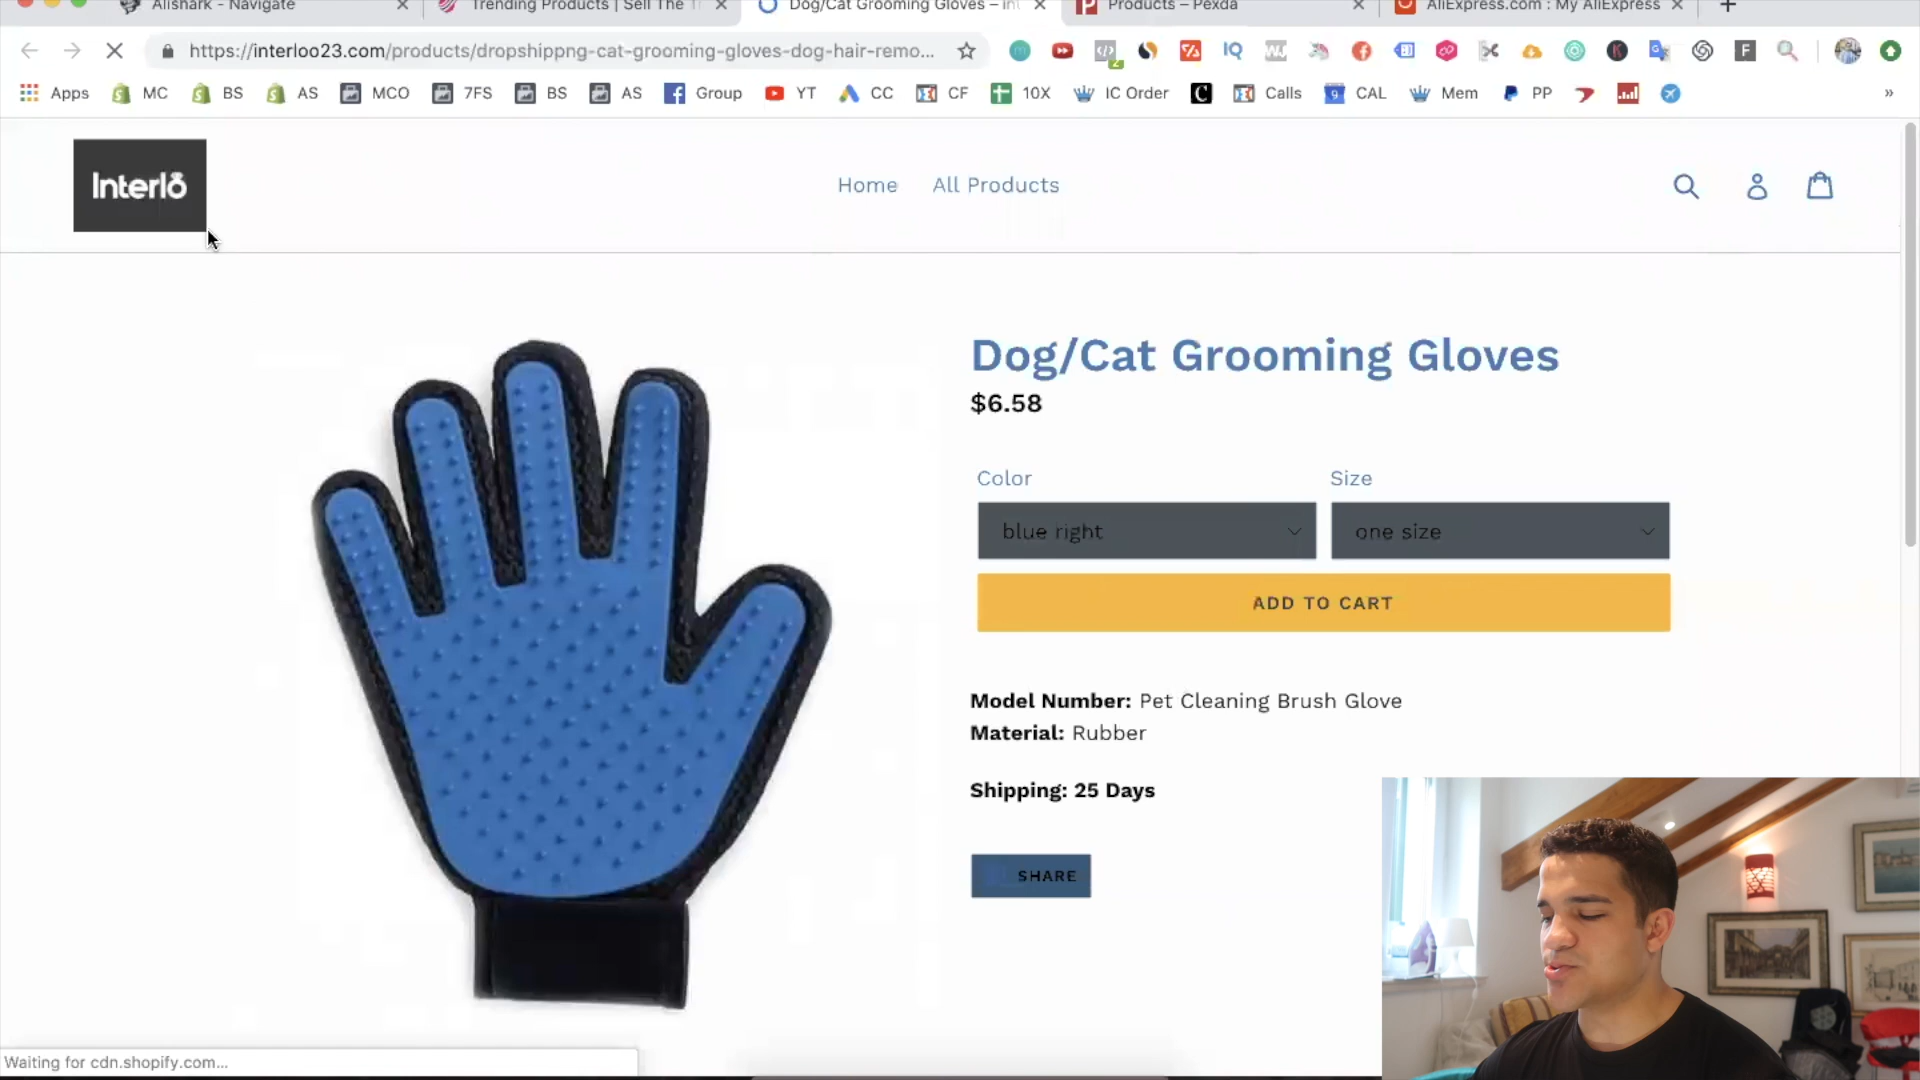 Alishark - Navigate
Trending Products | Sell The T
Dog/Cat Grooming Gloves – int
Products – Pexda
AliExpress.com : My AliExpress
https://interloo23.com/products/dropshippng-cat-grooming-gloves-dog-hair-remo...
Apps MC BS AS MCO 7FS BS AS Group YT CC CF 10X IC Order Calls CAL Mem PP »
Interlo
Home All Products
Dog/Cat Grooming Gloves
$6.58
Color Size
blue right one size
ADD TO CART
Model Number: Pet Cleaning Brush Glove
Material: Rubber
Shipping: 25 Days
SHARE
Waiting for cdn.shopify.com...